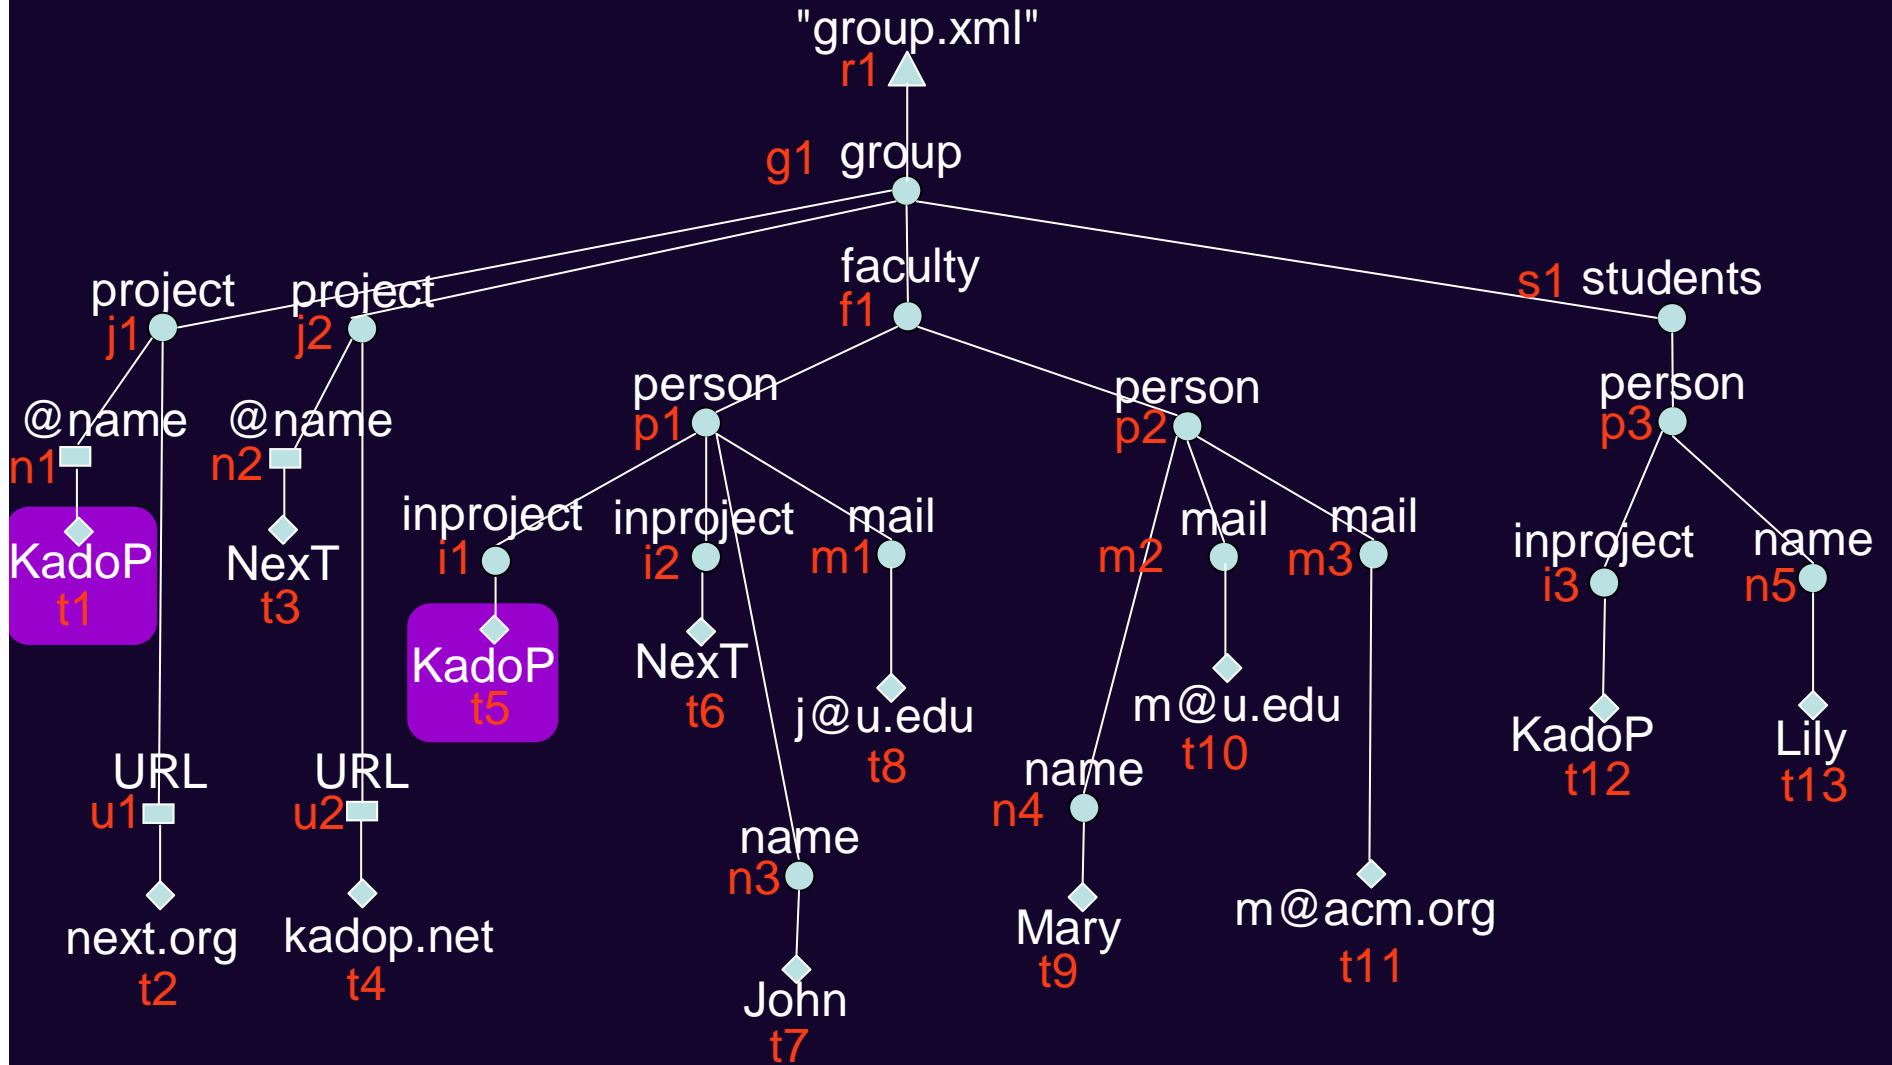 "group.xml"
r1
g1 group
project
j1
project
j2
faculty
f1
s1 students
@name
n1
@name
n2
person
p1
person
p2
person
p3
KadoP
t1
NexT
t3
inproject
i1
inproject
i2
mail
m1
mail
m2
mail
m3
inproject
i3
name
n5
KadoP
t5
NexT
t6
j@u.edu
t8
m@u.edu
t10
KadoP
t12
Lily
t13
URL
u1
URL
u2
name
n3
name
n4
next.org
t2
kadop.net
t4
John
t7
Mary
t9
m@acm.org
t11